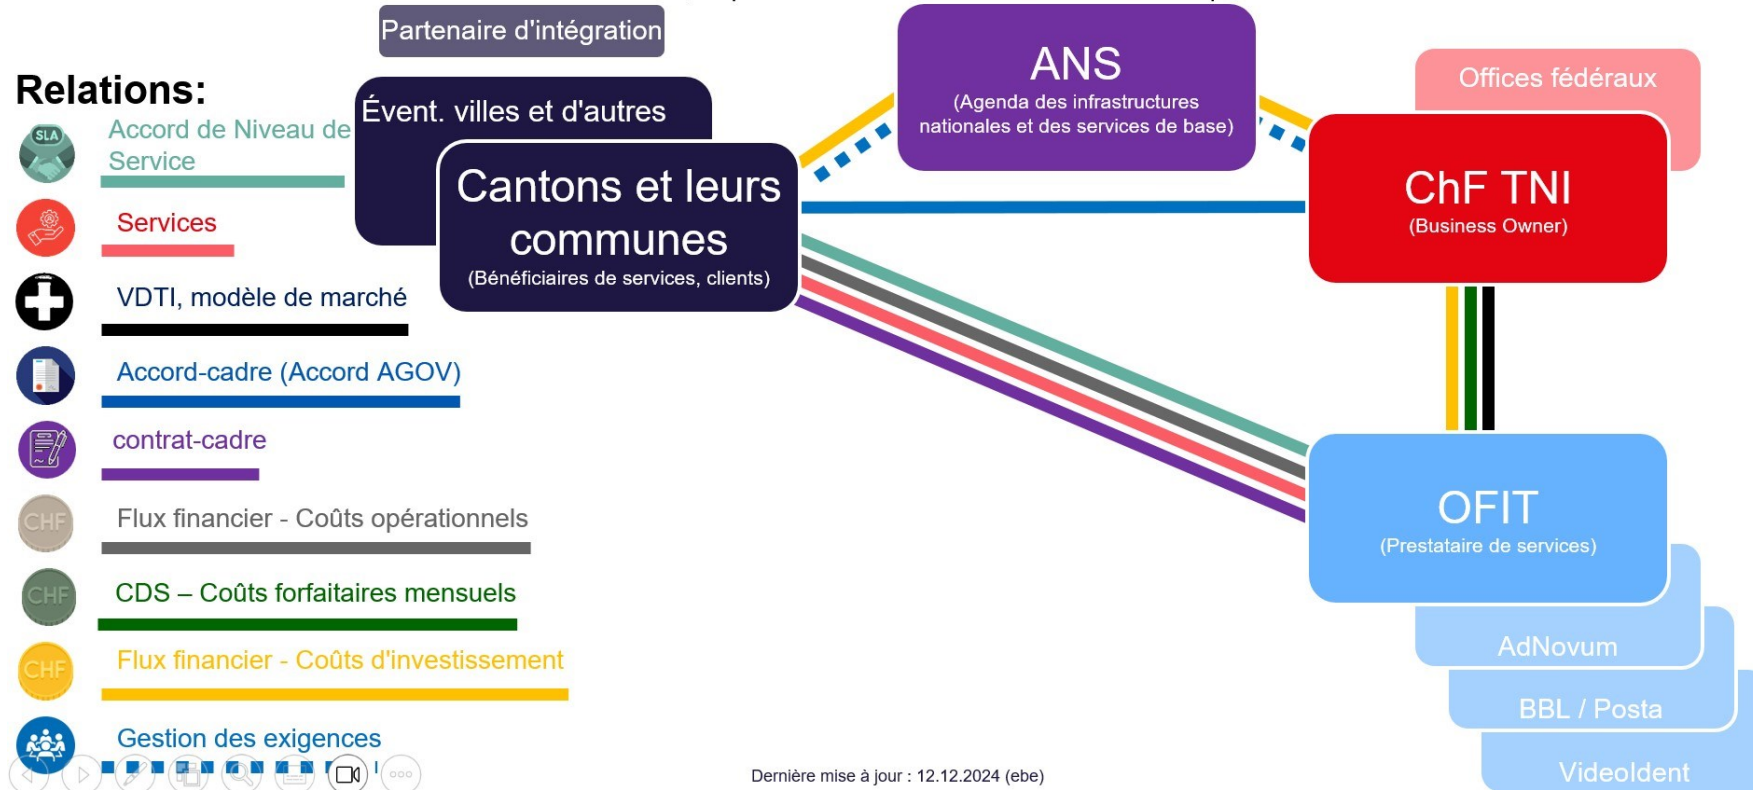 Partenaire d'intégration
Relations:
SLA
Accord de Niveau de
Service
Services
VDTI, modèle de marché
Accord-cadre (Accord AGOV)
contrat-cadre
CHF
Flux financier - Coûts opérationnels
CHF
CDS – Coûts forfaitaires mensuels
CHF
Flux financier - Coûts d'investissement
Gestion des exigences
Évent. villes et d'autres
Cantons et leurs
communes
(Bénéficiaires de services, clients)
ANS
(Agenda des infrastructures
nationales et des services de base)
Offices fédéraux
ChF TNI
(Business Owner)
OFIT
(Prestataire de services)
AdNovum
BBL / Posta
VideoIdent
Dernière mise à jour : 12.12.2024 (ebe)